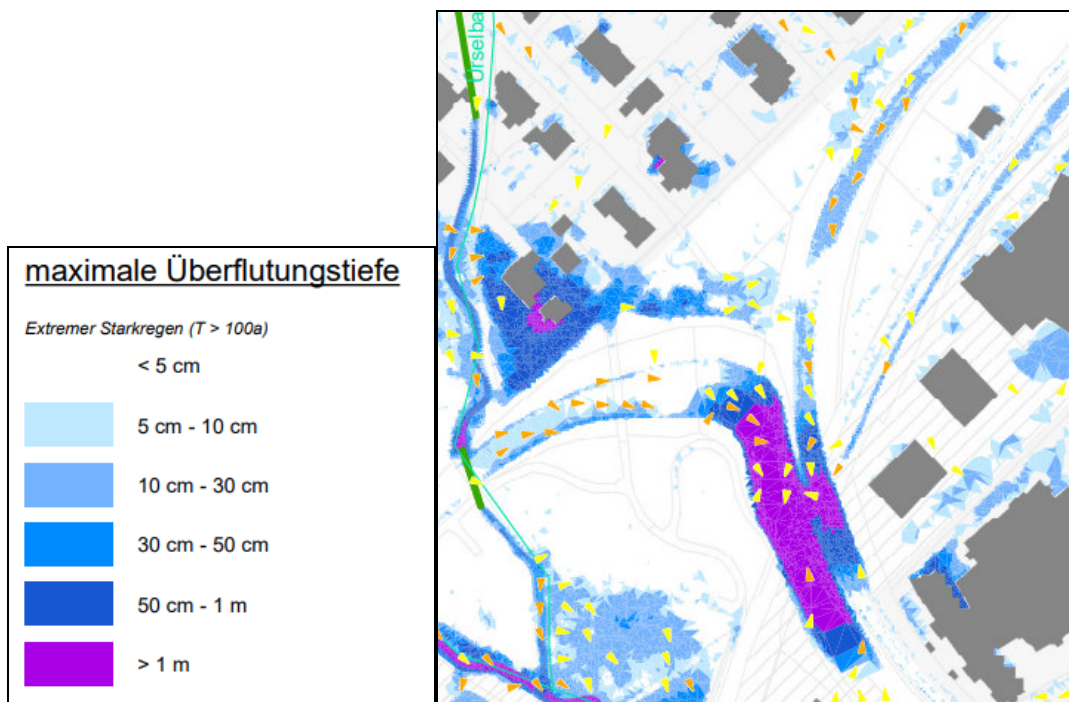 Urselba
maximale Überflutungstiefe
Extremer Starkregen (T > 100a)
< 5 cm
5 cm - 10 cm
10 cm - 30 cm
30 cm - 50 cm
50 cm - 1 m
> 1 m